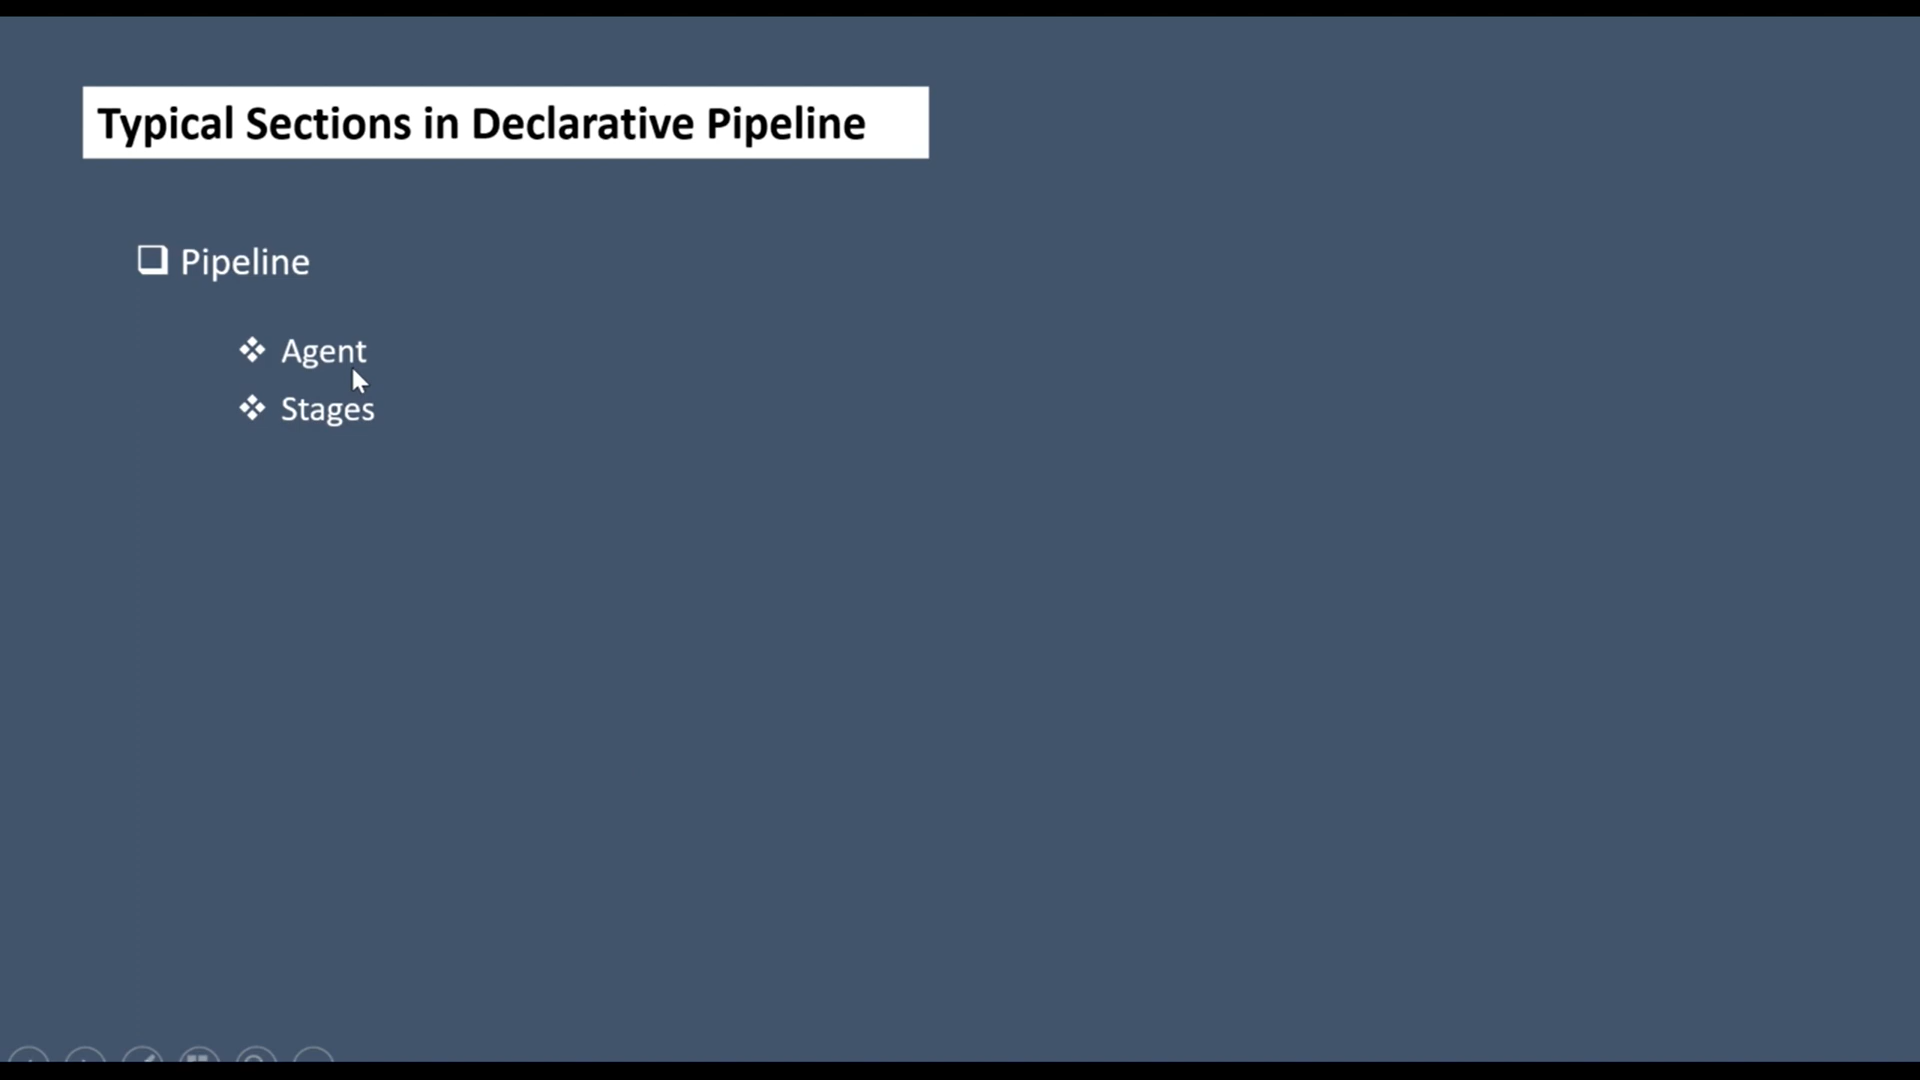 Typical Sections in Declarative Pipeline
Pipeline
Agent
Stages